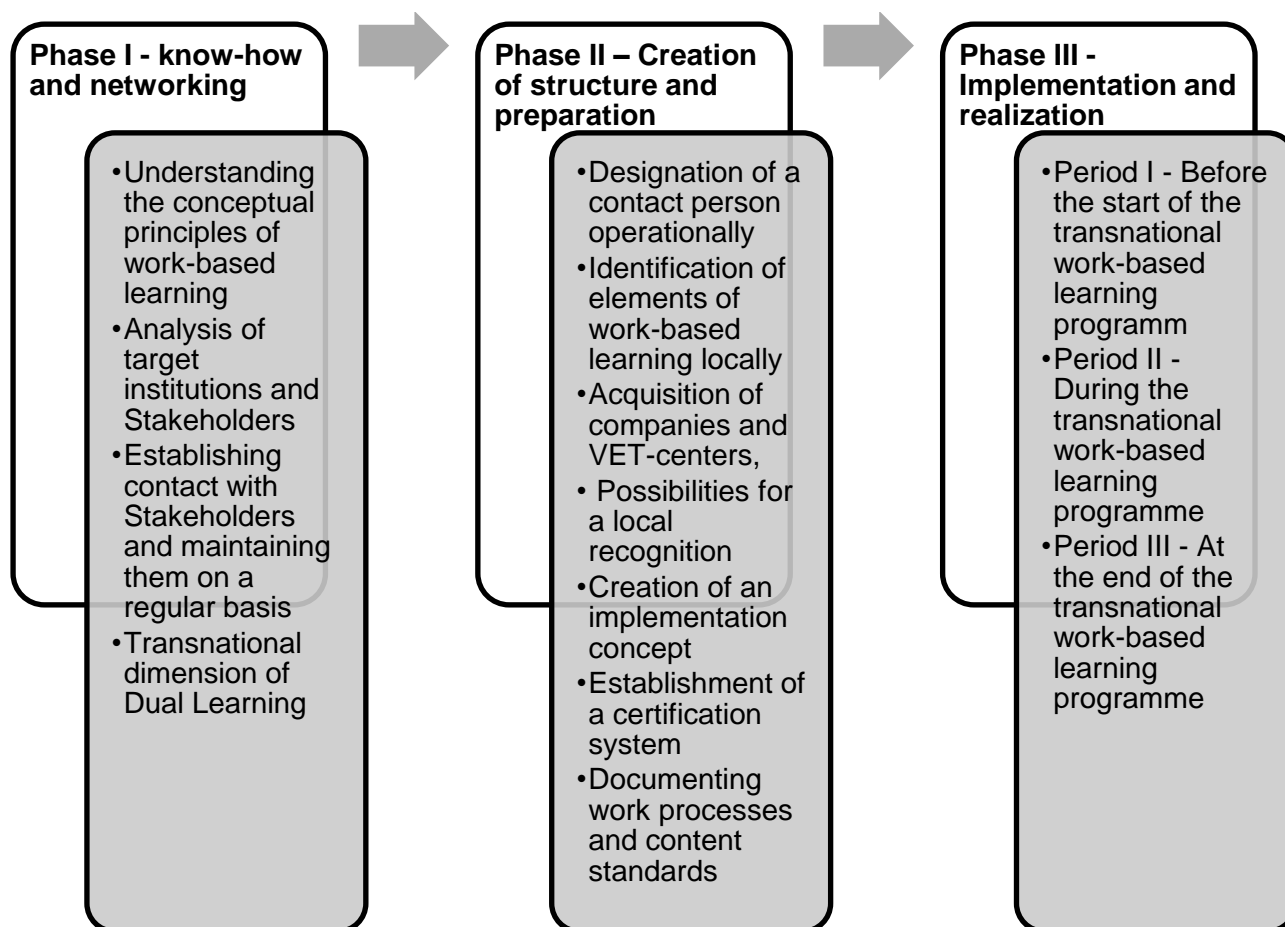 Phase I - know-how
and networking
•Understanding
the conceptual
principles of
work-based
learning
•Analysis of
target
institutions and
Stakeholders
•Establishing
contact with
Stakeholders
and maintaining
them on a
regular basis
•Transnational
dimension of
Dual Learning
Phase II – Creation
of structure and
preparation
•Designation of a
contact person
operationally
•Identification of
elements of
work-based
learning locally
•Acquisition of
companies and
VET-centers,
• Possibilities for
a local
recognition
•Creation of an
implementation
concept
•Establishment of
a certification
system
•Documenting
work processes
and content
standards
Phase III -
Implementation and
realization
•Period I - Before
the start of the
transnational
work-based
learning
programm
•Period II -
During the
transnational
work-based
learning
programme
•Period III - At
the end of the
transnational
work-based
learning
programme